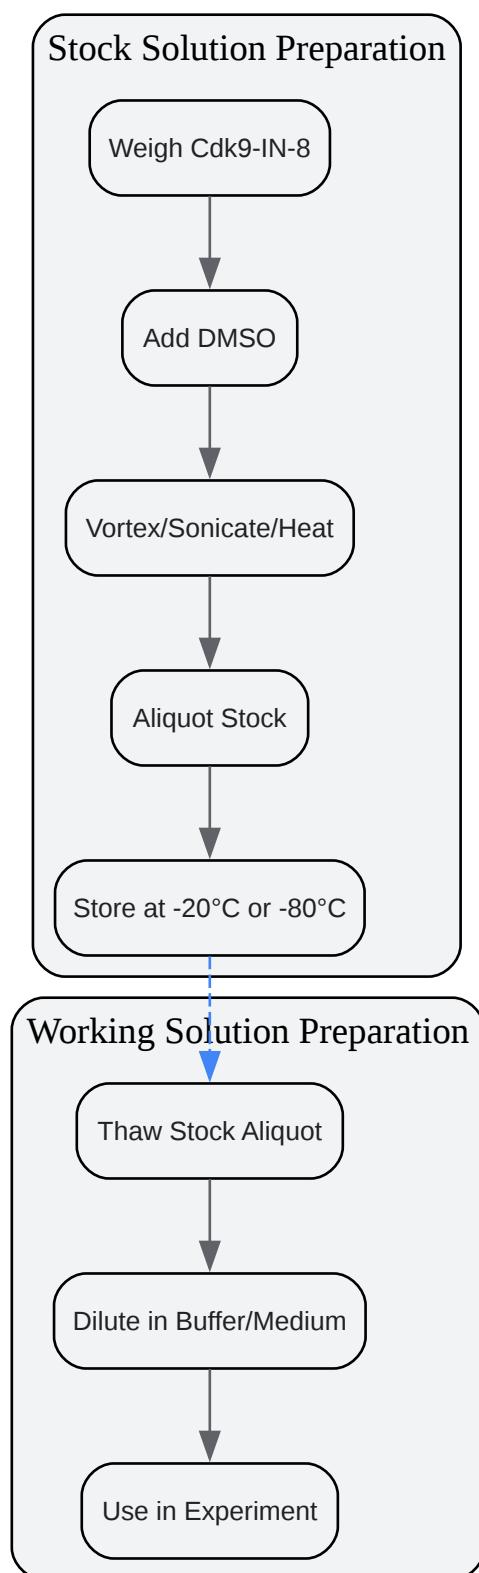 Stock Solution Preparation
Weigh Cdk9-IN-8
Add DMSO
Vortex/Sonicate/Heat
Aliquot Stock
Store at -20°C or -80°C
Working Solution Preparation
Thaw Stock Aliquot
Dilute in Buffer/Medium
Use in Experiment